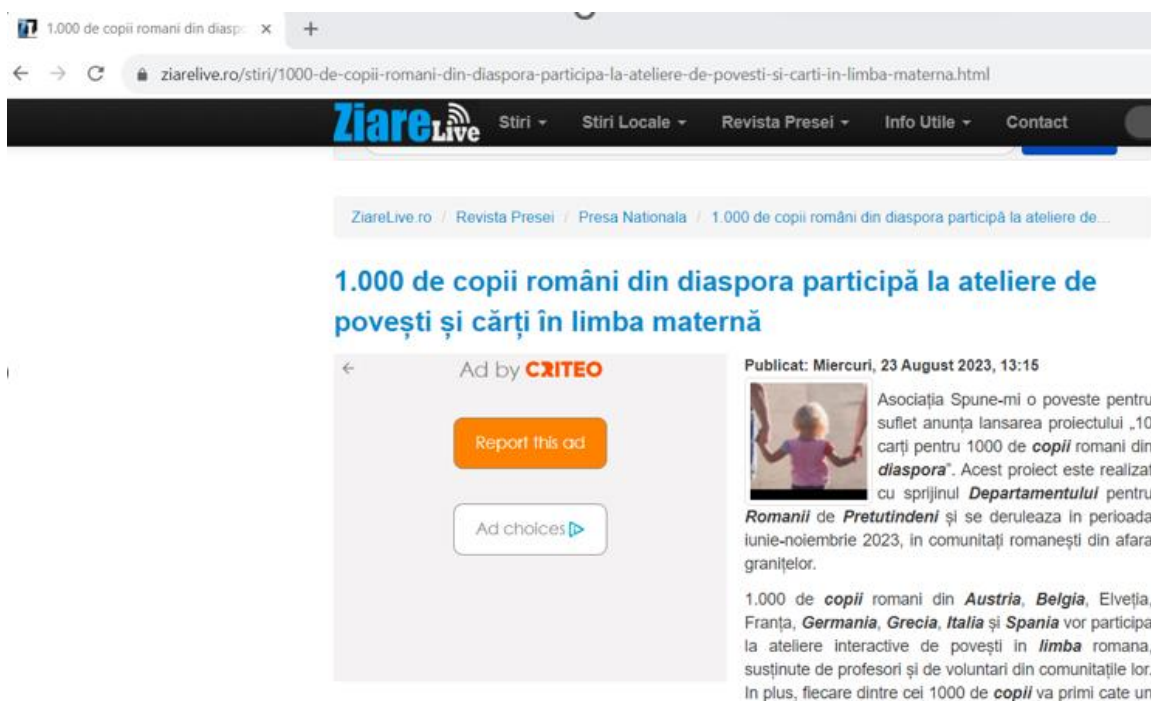 1.000 de copii romani din diaspo
ziarelive.ro/stiri/1000-de-copii-romani-din-diaspora-participa-la-ateliere-de-povesti-si-carti-in-limba-materna.html
ZiareLive Stiri Stiri Locale Revista Presei Info Utile Contact
ZiareLive.ro / Revista Presei / Presa Nationala / 1.000 de copii români din diaspora participă la ateliere de...
1.000 de copii români din diaspora participă la ateliere de
povești și cărți în limba maternă
Ad by CRITEO
Report this ad
Ad choices
Publicat: Miercuri, 23 August 2023, 13:15
Asociația Spune-mi o poveste pentru
suflet anunța lansarea proiectului „10
carți pentru 1000 de copii romani din
diaspora”. Acest proiect este realizat
cu sprijinul Departamentului pentru
Romanii de Pretutindeni și se deruleaza in perioada
iunie-noiembrie 2023, in comunitați romanești din afara
granițelor.
1.000 de copii romani din Austria, Belgia, Elveția,
Franța, Germania, Grecia, Italia și Spania vor participa
la ateliere interactive de povești in limba romana,
susținute de profesori și de voluntari din comunitațile lor.
In plus, fiecare dintre cei 1000 de copii va primi cate un